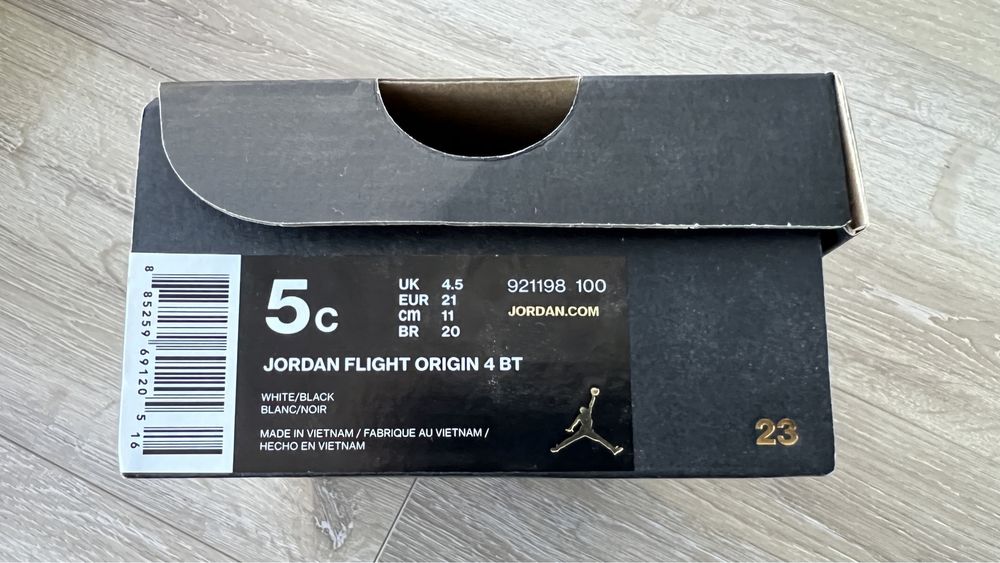 8 85259 69120 5 16
5C
UK 4.5
EUR 21
cm 11
BR 20
921198 100
JORDAN.COM
JORDAN FLIGHT ORIGIN 4 BT
WHITE/BLACK
BLANC/NOIR
MADE IN VIETNAM / FABRIQUE AU VIETNAM /
HECHO EN VIETNAM
23